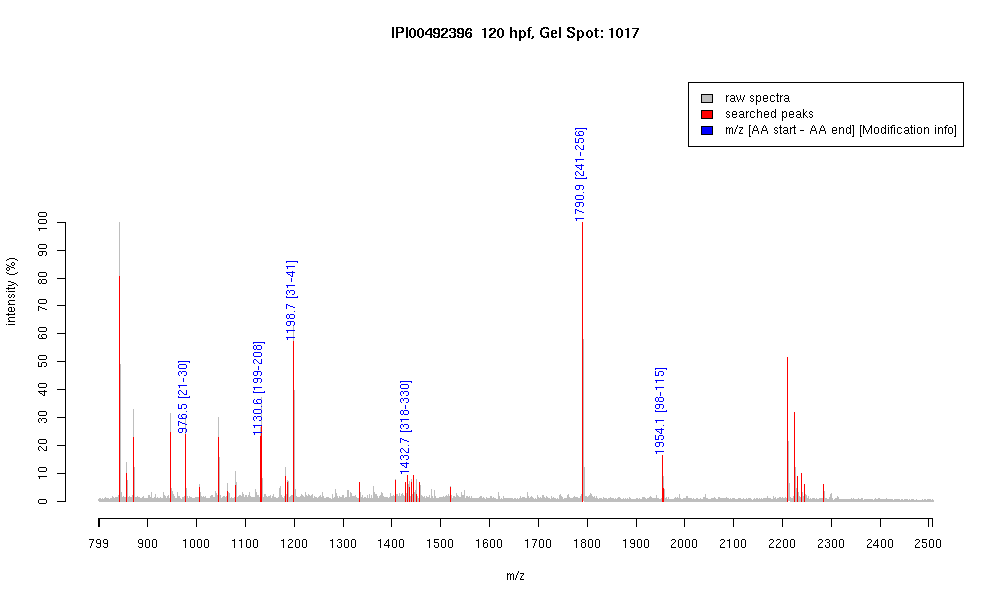 IPI00492396  120 hpf, Gel Spot: 1017
raw spectra
searched peaks
m/z [AA start - AA end] [Modification info]
intensity (%)
0 10 20 30 40 50 60 70 80 90 100
976.5 [21-30]
1130.6 [199-208]
1198.7 [31-41]
1432.7 [318-330]
1790.9 [241-256]
1954.1 [98-115]
799 900 1000 1100 1200 1300 1400 1500 1600 1700 1800 1900 2000 2100 2200 2300 2400 2500
m/z